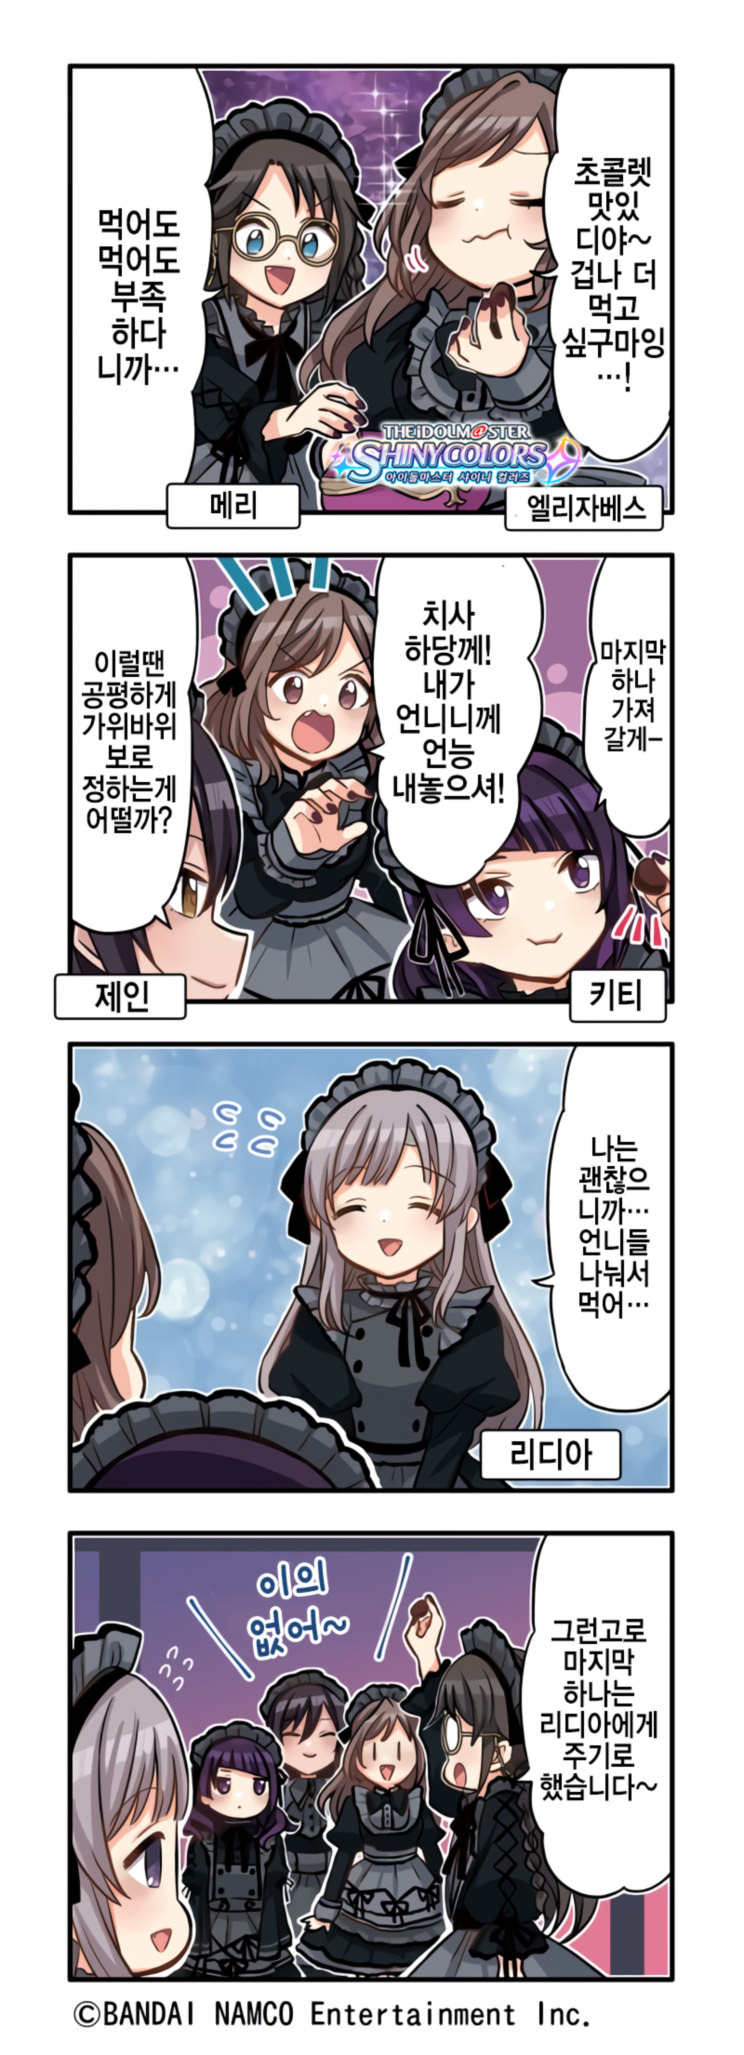 초콜렛
맛있
디야~
겁나 더
먹고
싶구마잉
…!
먹어도
먹어도
부족
하다
니까…
THE iDOLM@STER
SHINYCOLORS
아이돌마스터 샤이니 컬러즈
메리
엘리자베스
마지막
하나
가져
갈게-
치사
하당께!
내가
언니니께
언능
내놓으셔!
이럴땐
공평하게
가위바위
보로
정하는게
어떨까?
제인
키티
나는
괜찮으
니까…
언니들
나눠서
먹어…
리디아
그런고로
마지막
하나는
리디아에게
주기로
했습니다~
이의
없어~
©BANDAI NAMCO Entertainment Inc.